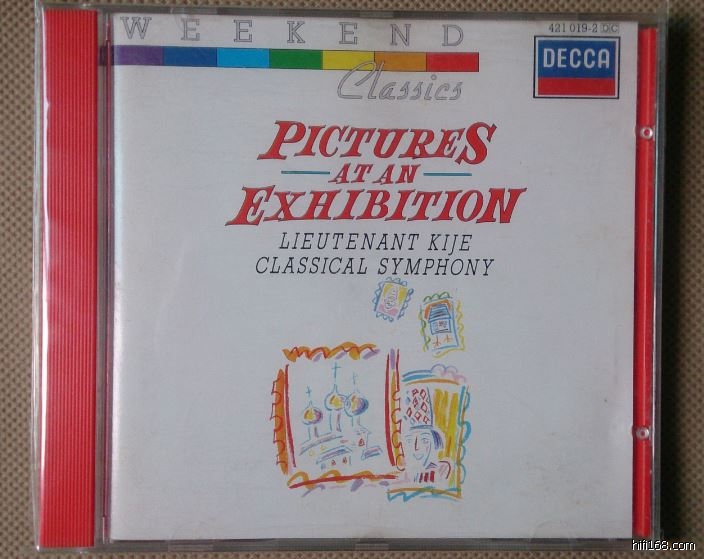 WEEKEND
421 019-2 DC
Classics
DECCA
PICTURES
AT AN
EXHIBITION
LIEUTENANT KIJE
CLASSICAL SYMPHONY
hifi168.com